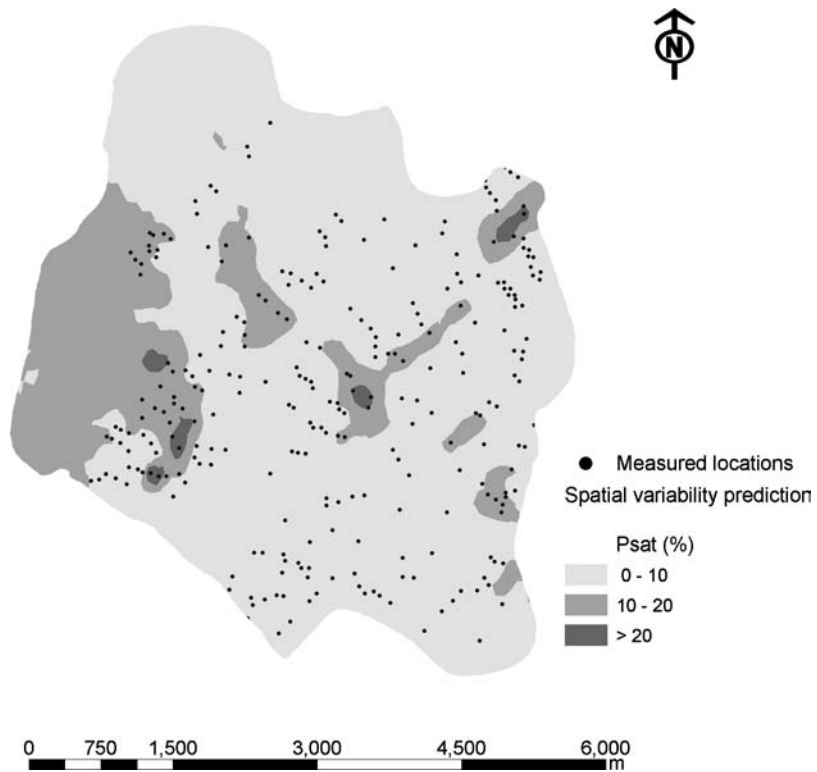 N
Measured locations
Spatial variability prediction
Psat (%)
0 - 10
10 - 20
> 20
0 750 1,500 3,000 4,500 6,000
m